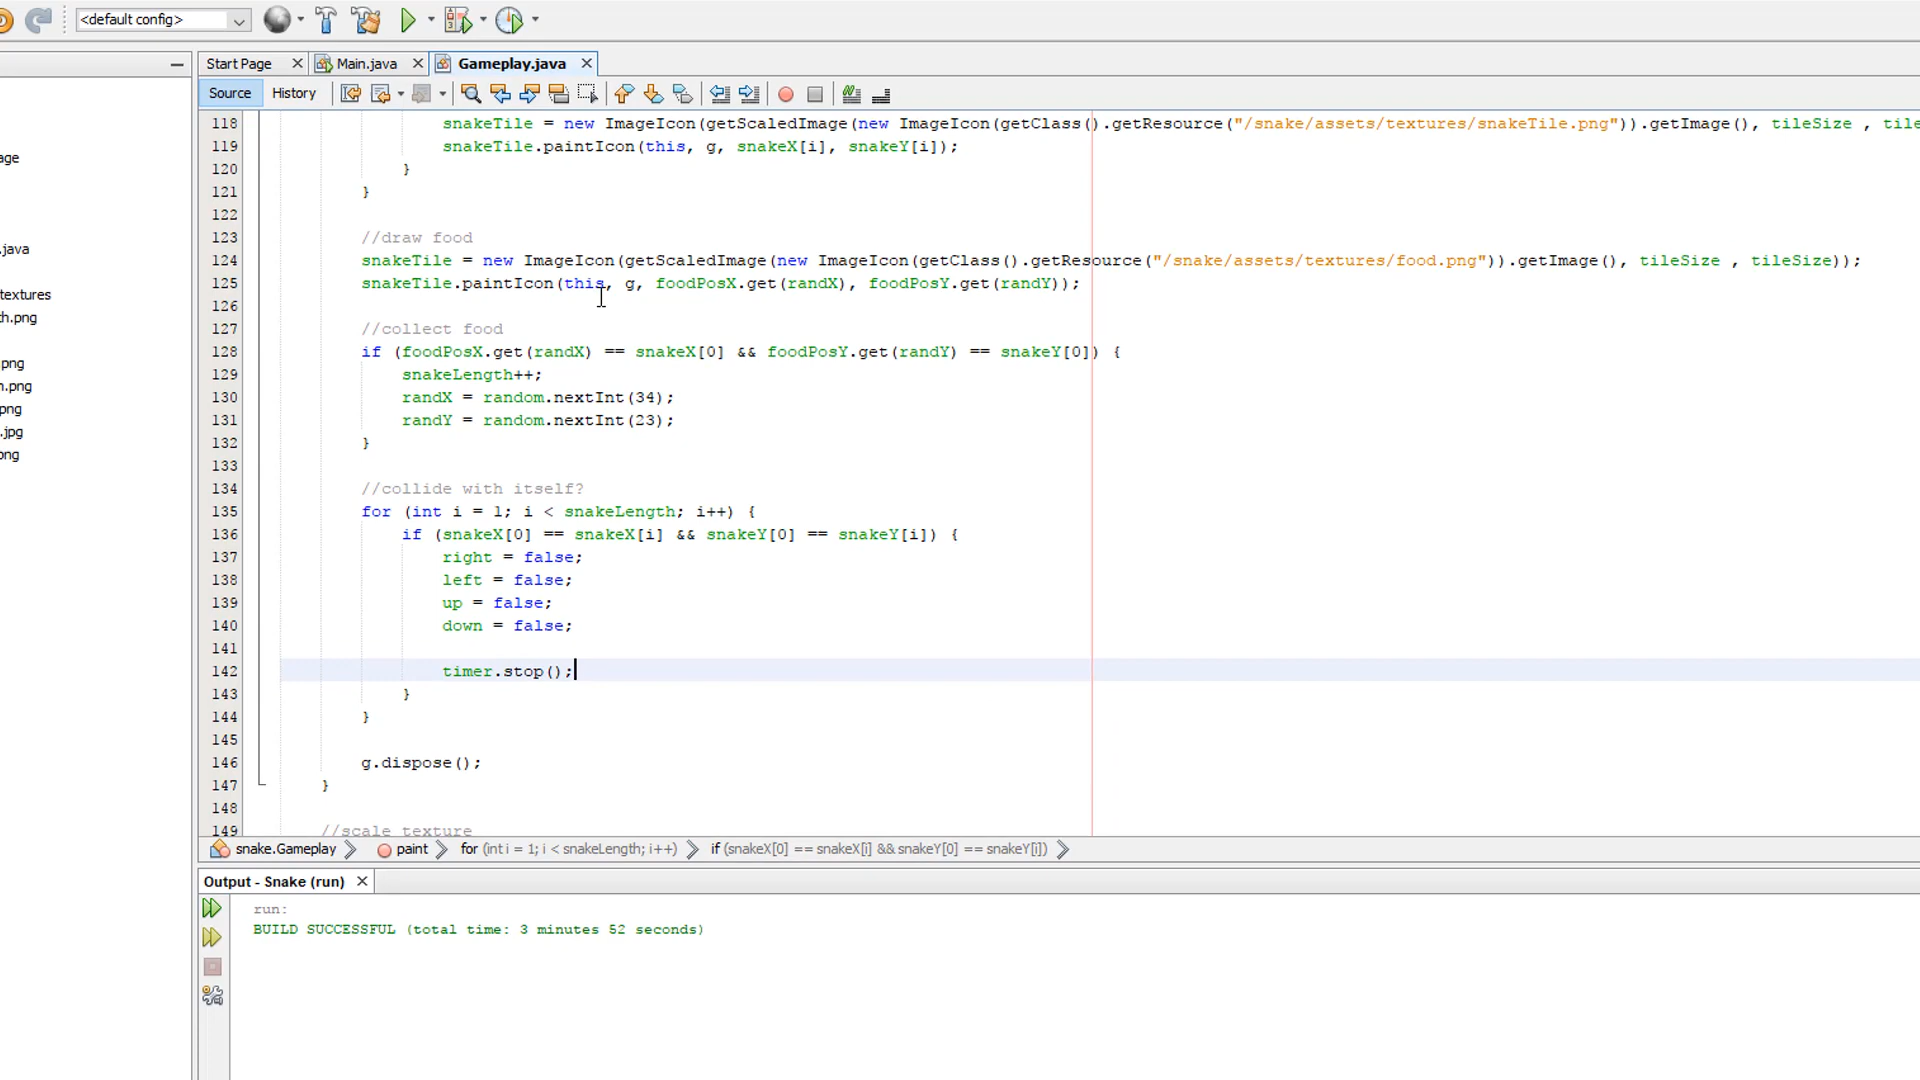 <default config>
Start Page
Main.java
Gameplay.java
Source
History
age
.java
textures
th.png
.png
n.png
png
.jpg
png
118 snakeTile = new ImageIcon(getScaledImage(new ImageIcon(getClass().getResource("/snake/assets/textures/snakeTile.png")).getImage(), tileSize , tile
119 snakeTile.paintIcon(this, g, snakeX[i], snakeY[i]);
120 }
121 }
122
123 //draw food
124 snakeTile = new ImageIcon(getScaledImage(new ImageIcon(getClass().getResource("/snake/assets/textures/food.png")).getImage(), tileSize , tileSize));
125 snakeTile.paintIcon(this, g, foodPosX.get(randX), foodPosY.get(randY));
126
127 //collect food
128 if (foodPosX.get(randX) == snakeX[0] && foodPosY.get(randY) == snakeY[0]) {
129 snakeLength++;
130 randX = random.nextInt(34);
131 randY = random.nextInt(23);
132 }
133
134 //collide with itself?
135 for (int i = 1; i < snakeLength; i++) {
136 if (snakeX[0] == snakeX[i] && snakeY[0] == snakeY[i]) {
137 right = false;
138 left = false;
139 up = false;
140 down = false;
141
142 timer.stop();
143 }
144 }
145
146 g.dispose();
147 }
148
149 //scale texture
snake.Gameplay
paint
for (int i = 1; i < snakeLength; i++)
if (snakeX[0] == snakeX[i] && snakeY[0] == snakeY[i])
Output - Snake (run)
run:
BUILD SUCCESSFUL (total time: 3 minutes 52 seconds)